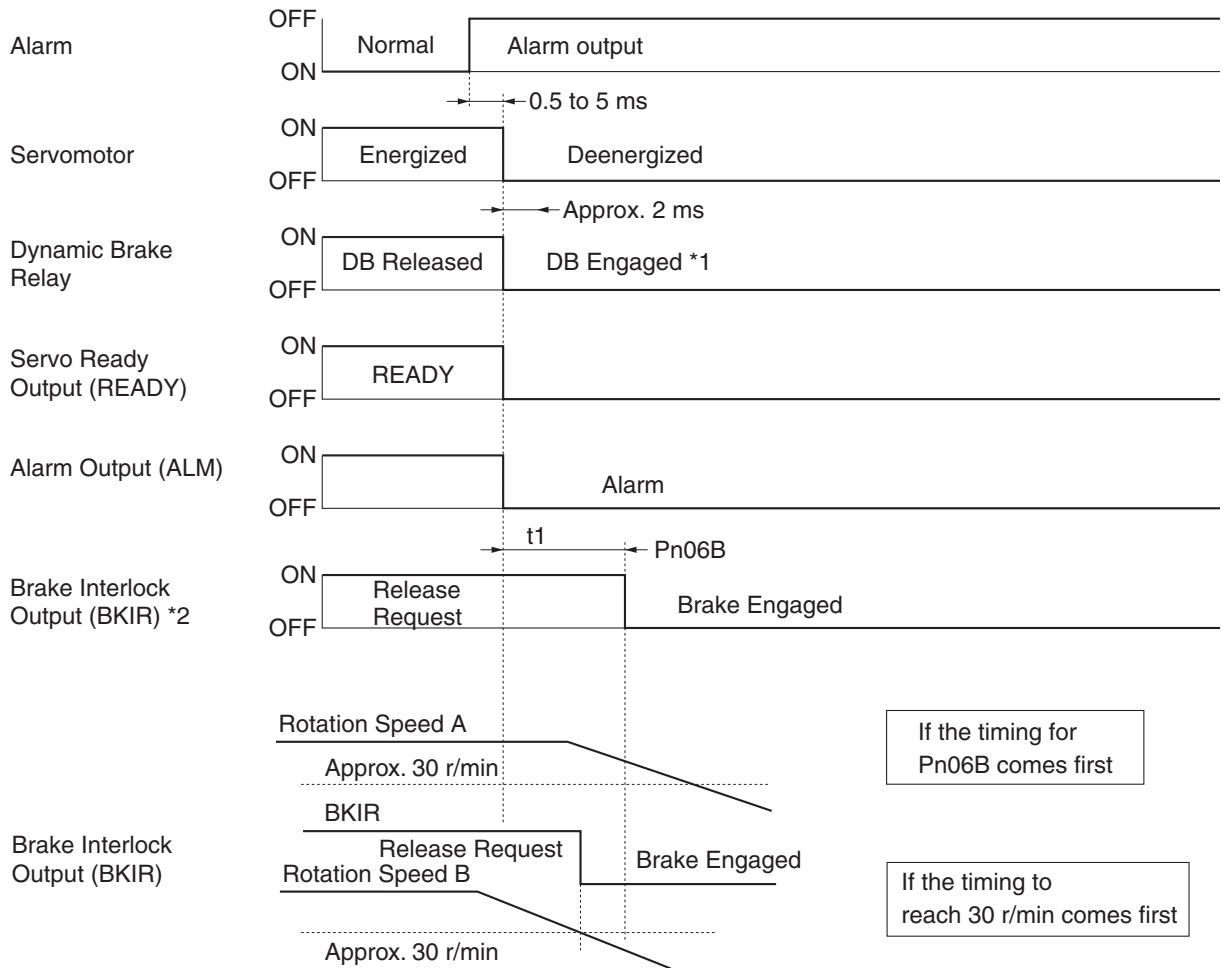 OFF
Alarm
Normal
Alarm output
ON
0.5 to 5 ms
ON
Servomotor
Energized
Deenergized
OFF
Approx. 2 ms
Dynamic Brake
Relay
ON
DB Released
DB Engaged *1
OFF
Servo Ready
Output (READY)
ON
READY
OFF
Alarm Output (ALM)
ON
Alarm
OFF
t1
Pn06B
Brake Interlock
Output (BKIR) *2
ON
Release
Request
Brake Engaged
OFF
Rotation Speed A
Approx. 30 r/min
If the timing for
Pn06B comes first
BKIR
Brake Interlock
Output (BKIR)
Release Request
Brake Engaged
Rotation Speed B
Approx. 30 r/min
If the timing to
reach 30 r/min comes first